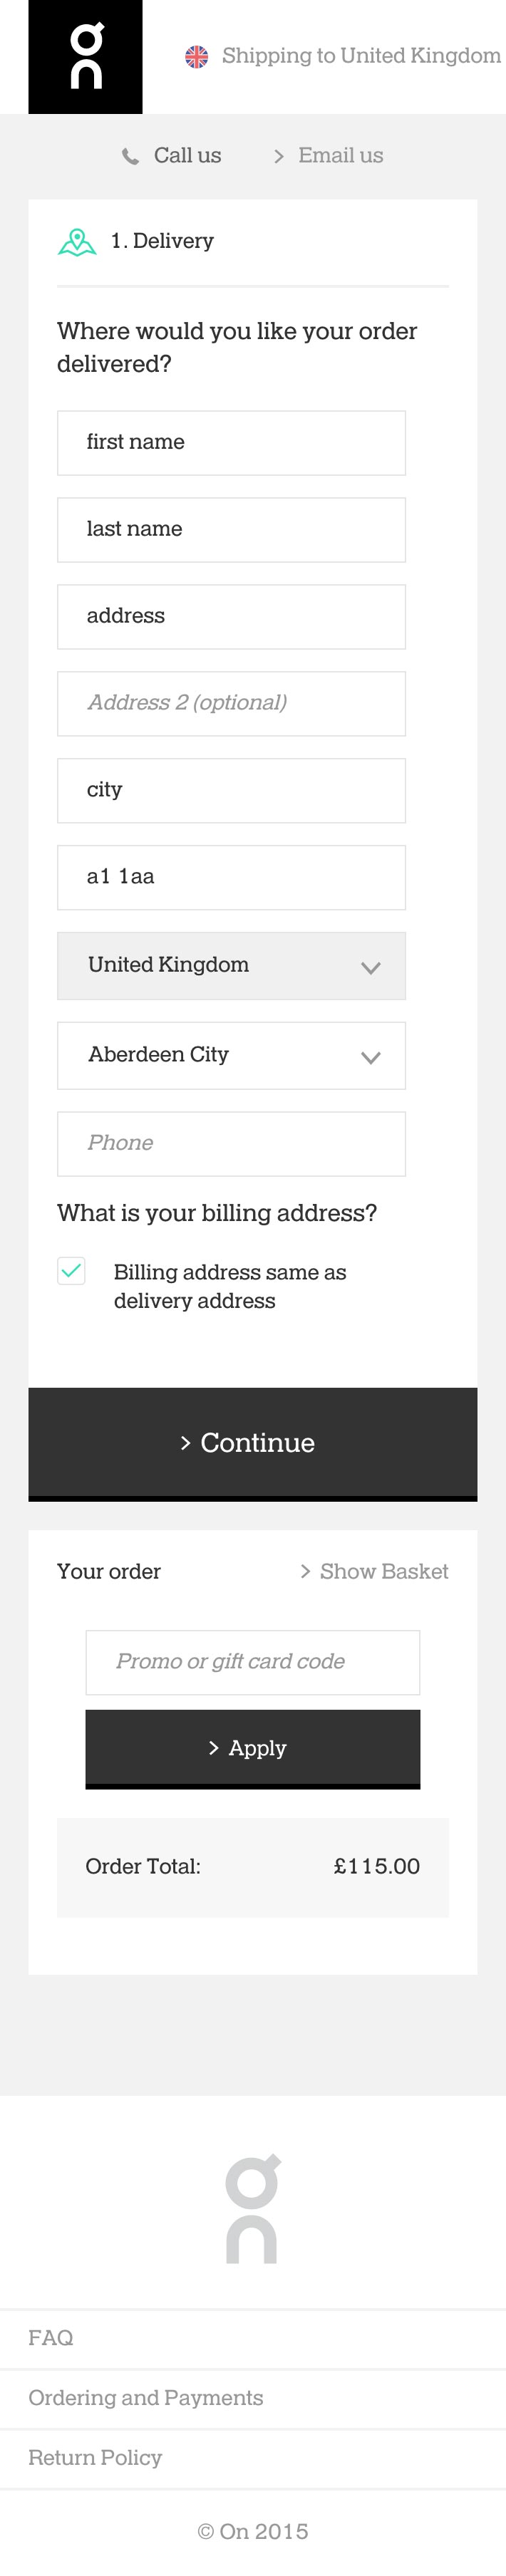 Shipping to United Kingdom
Call us
Email us
1. Delivery
Where would you like your order
delivered?
first name
last name
address
Address 2 (optional)
city
a1 1aa
United Kingdom
Aberdeen City
Phone
What is your billing address?
Billing address same as
delivery address
Continue
Your order
Show Basket
Promo or gift card code
Apply
Order Total:
£115.00
FAQ
Ordering and Payments
Return Policy
© On 2015